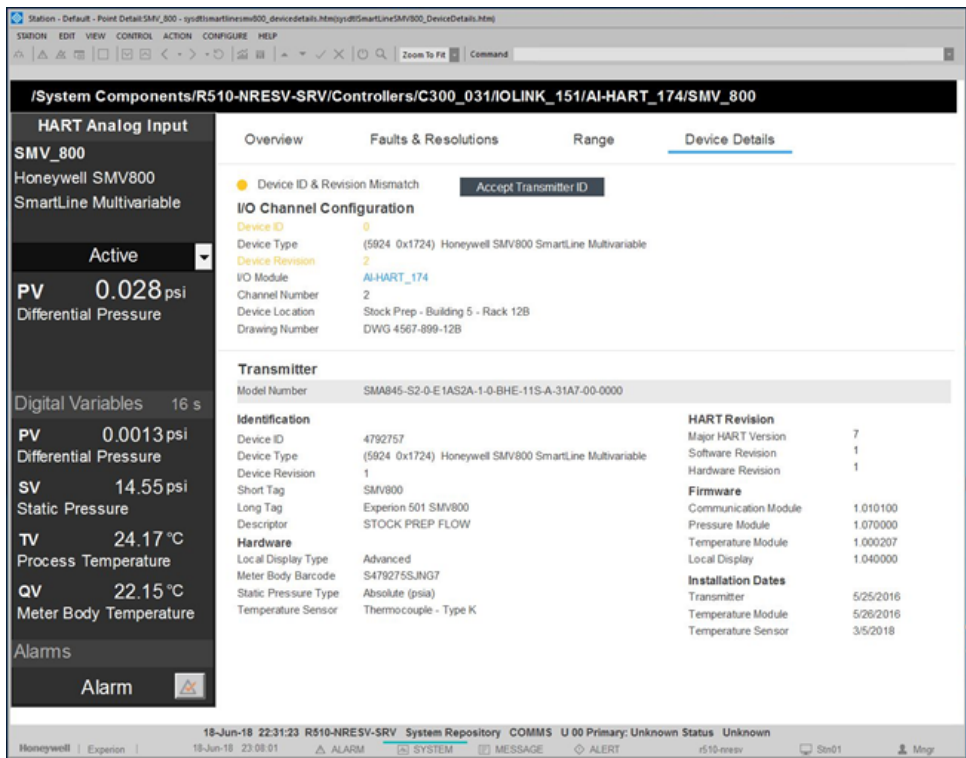 Station - Default - Point Detail:SMV_800 - sysdtlsmartlinesmv800_devicedetails.htm(sysdtlSmartLineSMV800_DeviceDetails.htm)
STATION EDIT VIEW CONTROL ACTION CONFIGURE HELP
Zoom To Fit Command
/System Components/R510-NRESV-SRV/Controllers/C300_031/IOLINK_151/AI-HART_174/SMV_800
HART Analog Input
SMV_800
Honeywell SMV800
SmartLine Multivariable
Active
PV 0.028 psi
Differential Pressure
Digital Variables 16 s
PV 0.0013 psi
Differential Pressure
SV 14.55 psi
Static Pressure
TV 24.17 °C
Process Temperature
QV 22.15 °C
Meter Body Temperature
Alarms
Alarm
Overview Faults & Resolutions Range Device Details
Device ID & Revision Mismatch Accept Transmitter ID
I/O Channel Configuration
Device ID 0
Device Type (5924 0x1724) Honeywell SMV800 SmartLine Multivariable
Device Revision 2
I/O Module AI-HART_174
Channel Number 2
Device Location Stock Prep - Building 5 - Rack 12B
Drawing Number DWG 4567-899-12B
Transmitter
Model Number SMA845-S2-0-E1AS2A-1-0-BHE-11S-A-31A7-00-0000
Identification
Device ID 4792757
Device Type (5924 0x1724) Honeywell SMV800 SmartLine Multivariable
Device Revision 1
Short Tag SMV800
Long Tag Experion 501 SMV800
Descriptor STOCK PREP FLOW
Hardware
Local Display Type Advanced
Meter Body Barcode S479275SJNG7
Static Pressure Type Absolute (psia)
Temperature Sensor Thermocouple - Type K
HART Revision
Major HART Version 7
Software Revision 1
Hardware Revision 1
Firmware
Communication Module 1.010100
Pressure Module 1.070000
Temperature Module 1.000207
Local Display 1.040000
Installation Dates
Transmitter 5/25/2016
Temperature Module 5/26/2016
Temperature Sensor 3/5/2018
18-Jun-18 22:31:23 R510-NRESV-SRV System Repository COMMS U 00 Primary: Unknown Status Unknown
Honeywell | Experion | 18-Jun-18 23:08:01 ALARM SYSTEM MESSAGE ALERT r510-nresv Stn01 Mngr